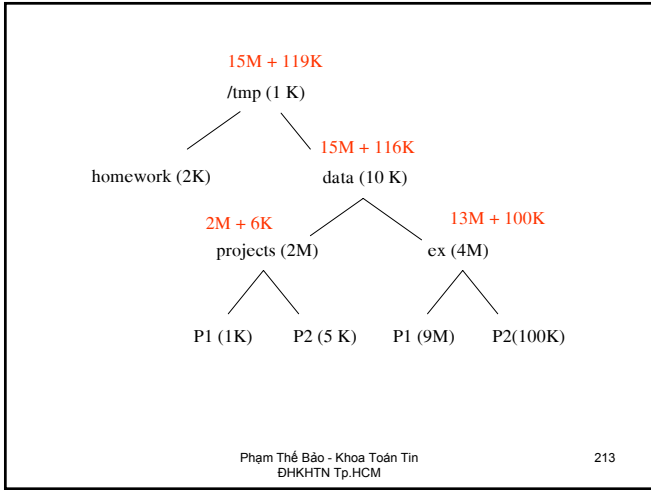 15M + 119K
/tmp (1 K)
15M + 116K
homework (2K)
data (10 K)
2M + 6K
13M + 100K
projects (2M)
ex (4M)
P1 (1K)
P2 (5 K)
P1 (9M)
P2(100K)
Phạm Thế Bảo - Khoa Toán Tin
ĐHKHTN Tp.HCM
213